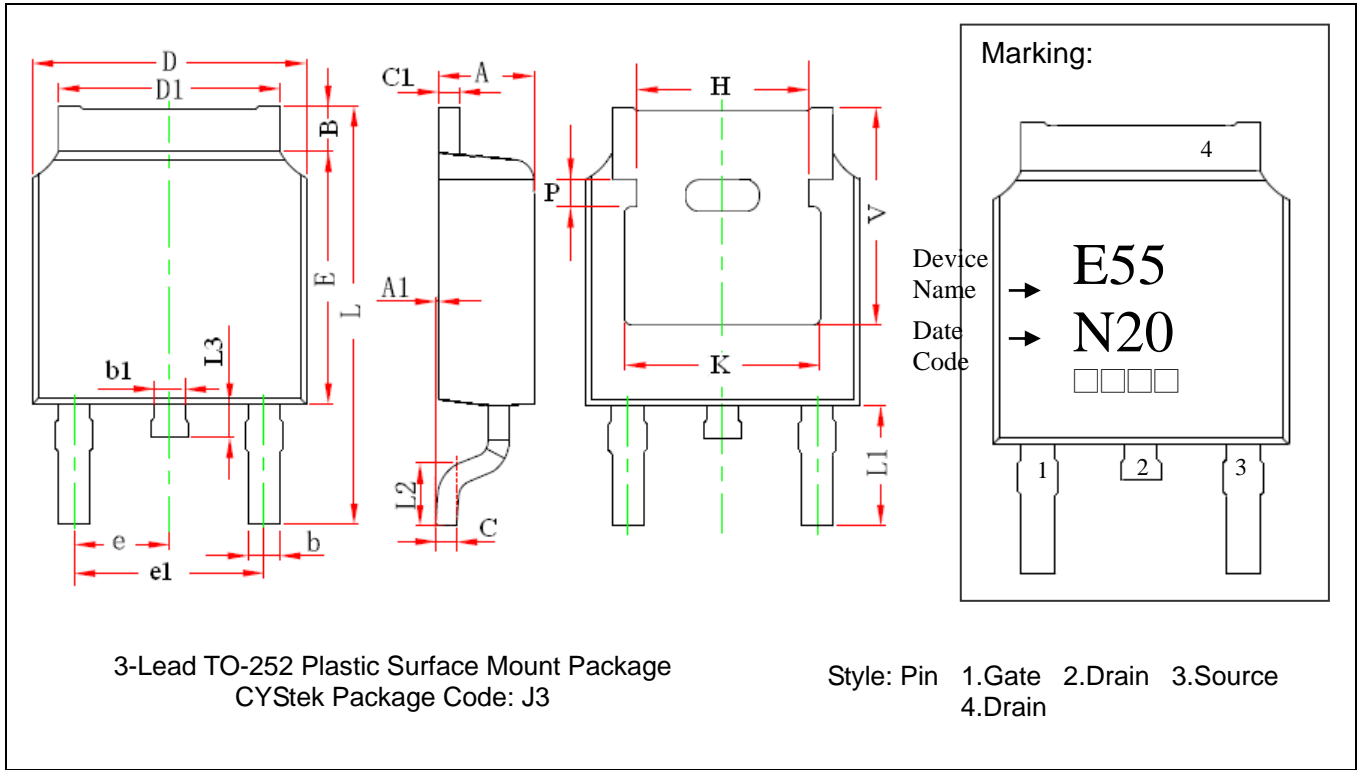 D
D1
B
E
L
L3
b1
e
e1
b
C1
A
A1
L2
C
H
P
V
K
L1
Marking:
4
Device
Name
E55
Date
Code
N20
□□□□
1
2
3
3-Lead TO-252 Plastic Surface Mount Package
CYStek Package Code: J3
Style: Pin 1.Gate 2.Drain 3.Source
4.Drain